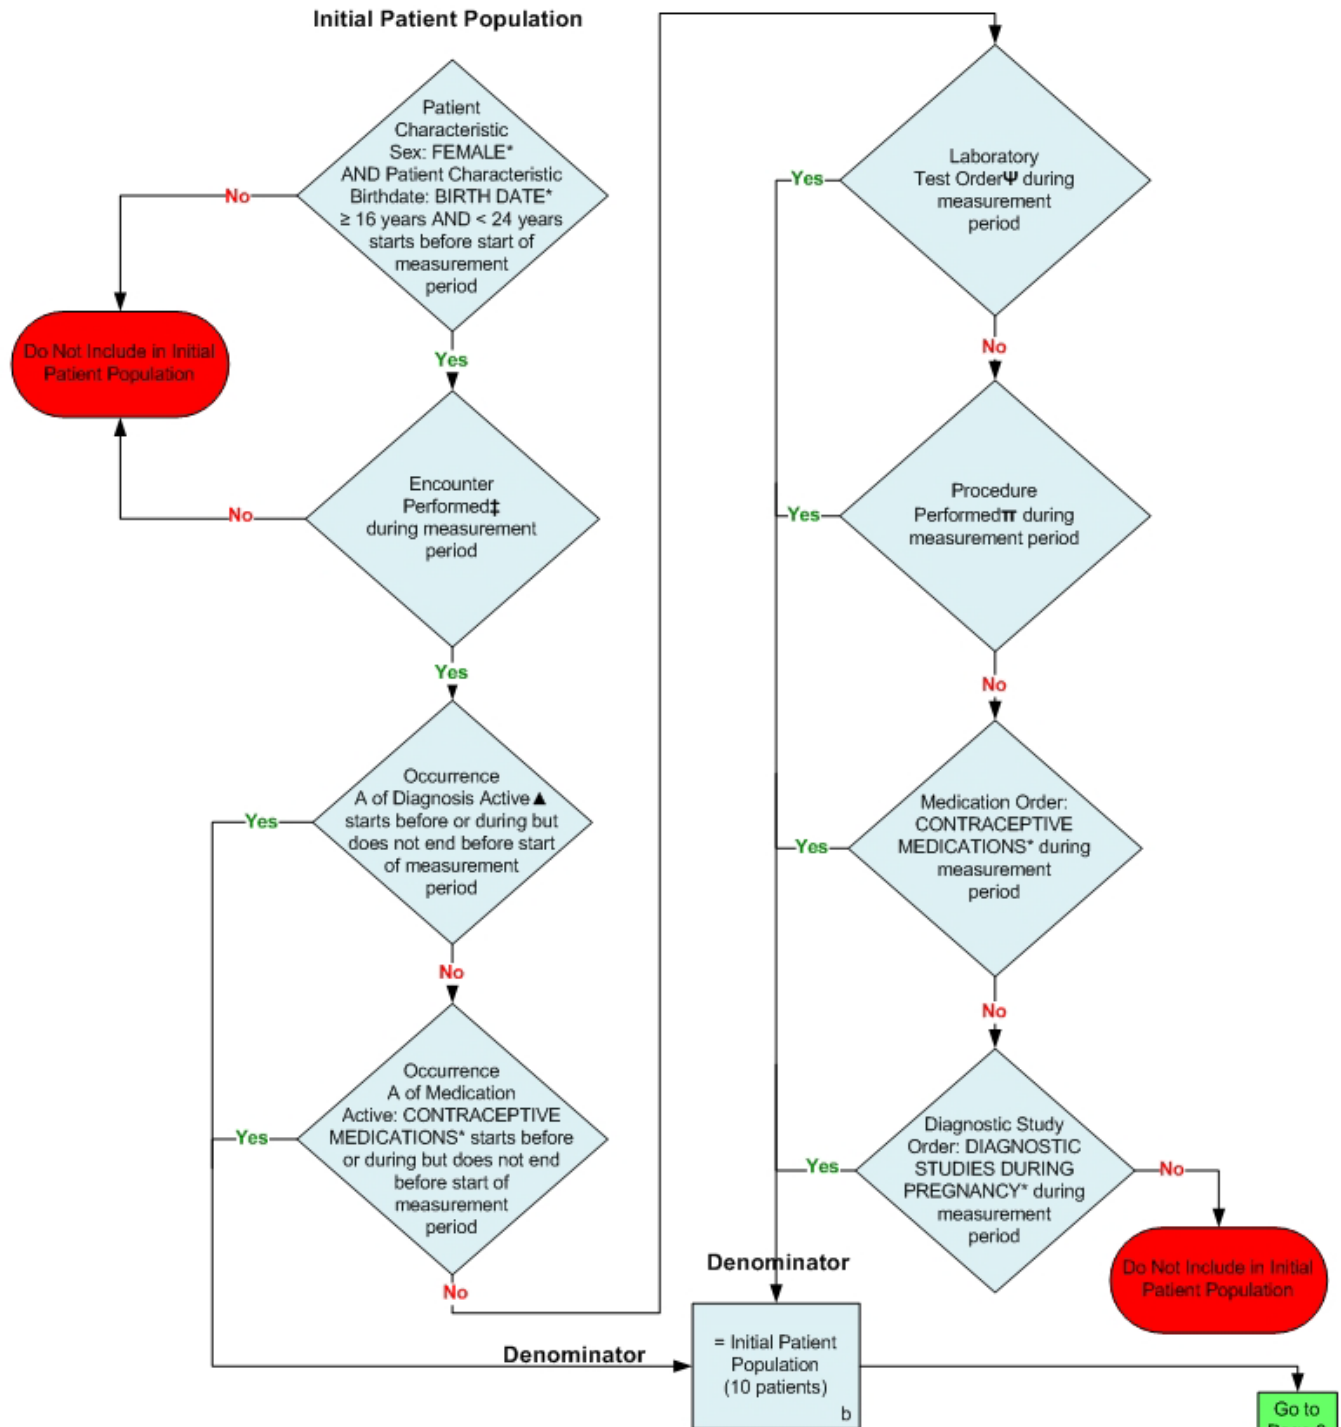 Initial Patient Population
Patient
Characteristic
Sex: FEMALE*
AND Patient Characteristic
Birthdate: BIRTH DATE*
≥ 16 years AND < 24 years
starts before start of
measurement
period
No
Do Not Include in Initial
Patient Population
Yes
Encounter
Performed‡
during measurement
period
No
Yes
Occurrence
A of Diagnosis Active▲
starts before or during but
does not end before start
of measurement
period
Yes
No
Occurrence
A of Medication
Active: CONTRACEPTIVE
MEDICATIONS* starts before
or during but does not end
before start of
measurement
period
Yes
No
Laboratory
Test OrderΨ during
measurement
period
Yes
No
Procedure
Performedπ during
measurement period
Yes
No
Medication Order:
CONTRACEPTIVE
MEDICATIONS* during
measurement
period
Yes
No
Diagnostic Study
Order: DIAGNOSTIC
STUDIES DURING
PREGNANCY* during
measurement
period
Yes
No
Do Not Include in Initial
Patient Population
Denominator
Denominator
= Initial Patient
Population
(10 patients)
b
Go to